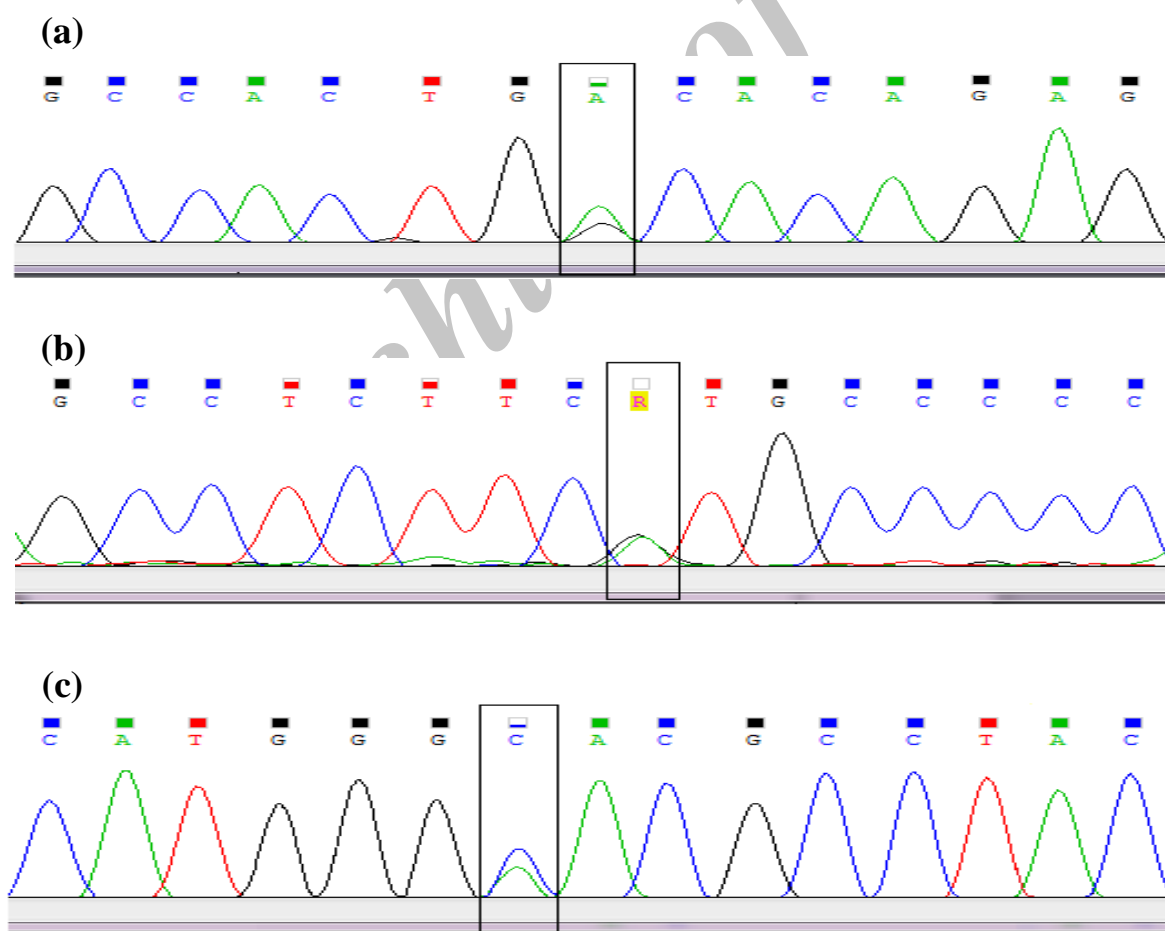 (a)
G C C A C T G A C A C A G A G
(b)
G C C T C T T C R T G C C C C C
(c)
C A T G G G C A C G C C T A C